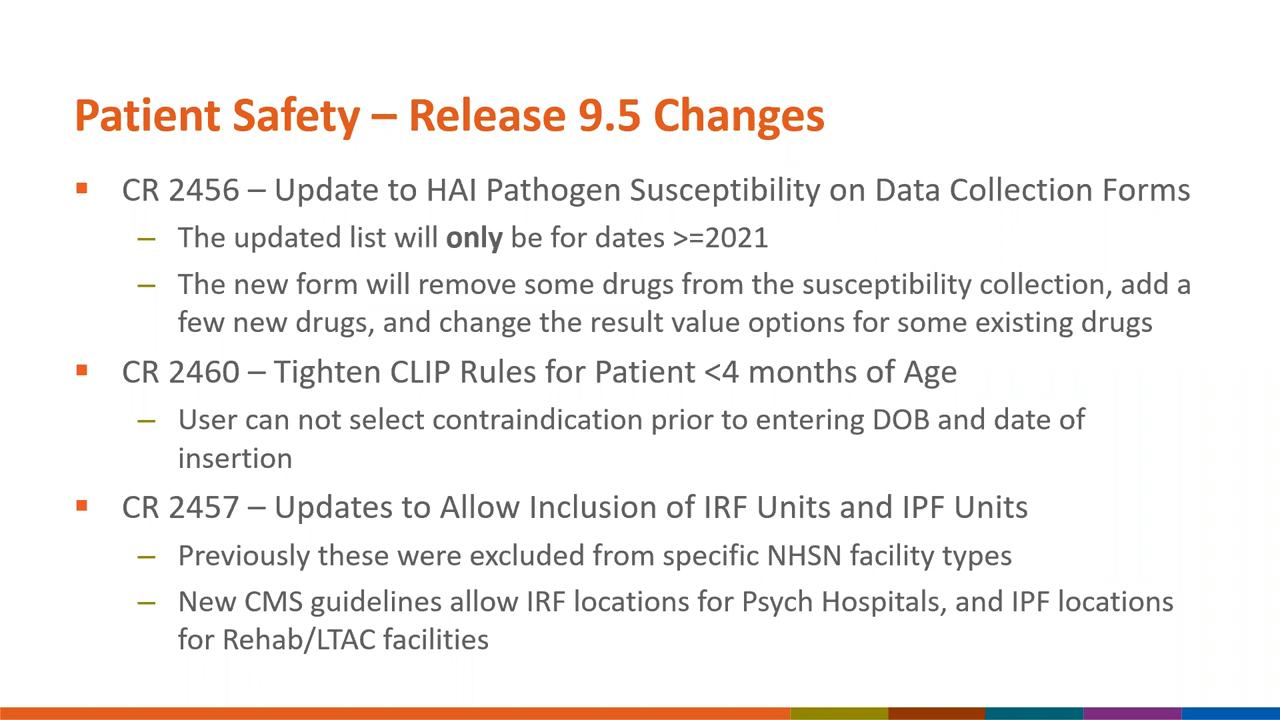 Patient Safety – Release 9.5 Changes
▪ CR 2456 – Update to HAI Pathogen Susceptibility on Data Collection Forms
– The updated list will only be for dates >=2021
– The new form will remove some drugs from the susceptibility collection, add a
few new drugs, and change the result value options for some existing drugs
▪ CR 2460 – Tighten CLIP Rules for Patient <4 months of Age
– User can not select contraindication prior to entering DOB and date of
insertion
▪ CR 2457 – Updates to Allow Inclusion of IRF Units and IPF Units
– Previously these were excluded from specific NHSN facility types
– New CMS guidelines allow IRF locations for Psych Hospitals, and IPF locations
for Rehab/LTAC facilities